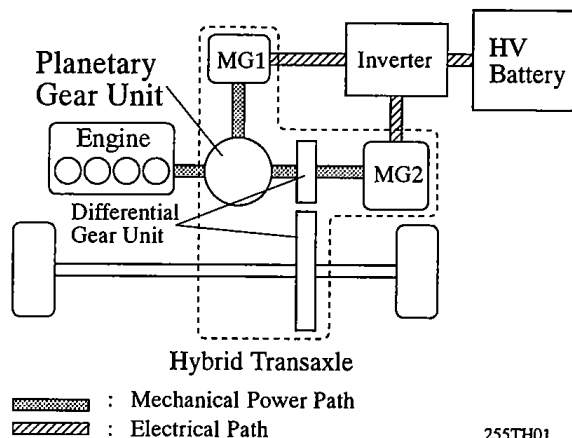 MG1
Inverter
HV
Battery
Planetary
Gear Unit
Engine
MG2
Differential
Gear Unit
Hybrid Transaxle
: Mechanical Power Path
: Electrical Path
255TH01